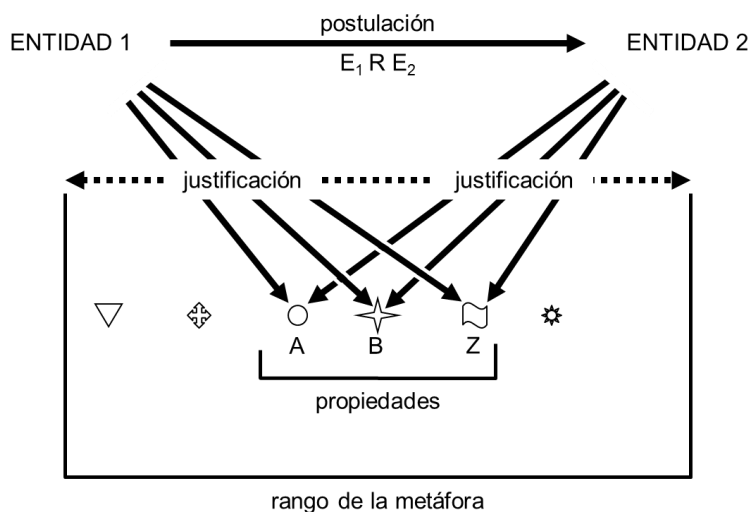 postulación
ENTIDAD 1 ENTIDAD 2
E₁ R E₂
justificación justificación
A B Z
propiedades
rango de la metáfora